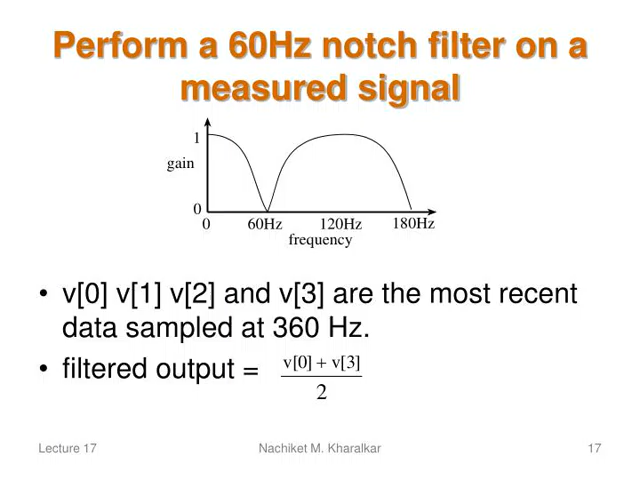 Perform a 60Hz notch filter on a
measured signal
1
gain
0
0 60Hz 120Hz 180Hz
frequency
• v[0] v[1] v[2] and v[3] are the most recent
data sampled at 360 Hz.
• filtered output = v[0] + v[3]
2
Lecture 17 Nachiket M. Kharalkar 17